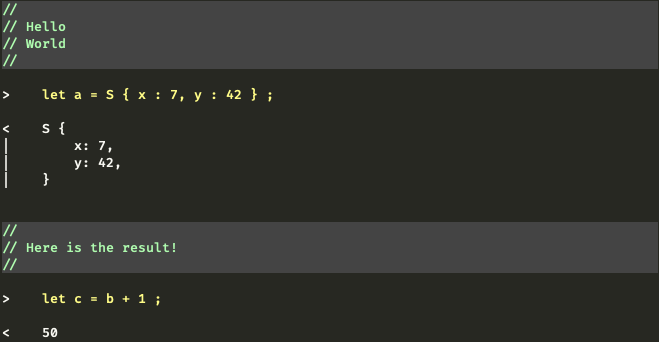 //
// Hello
// World
//
> let a = S { x : 7, y : 42 } ;
< S {
| x: 7,
| y: 42,
| }
//
// Here is the result!
//
> let c = b + 1 ;
< 50